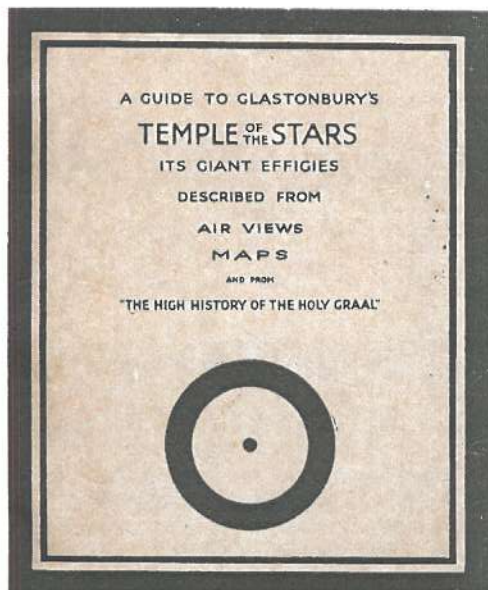 A GUIDE TO GLASTONBURY'S
TEMPLE OF THE STARS
ITS GIANT EFFIGIES
DESCRIBED FROM
AIR VIEWS
MAPS
AND FROM
"THE HIGH HISTORY OF THE HOLY GRAAL"